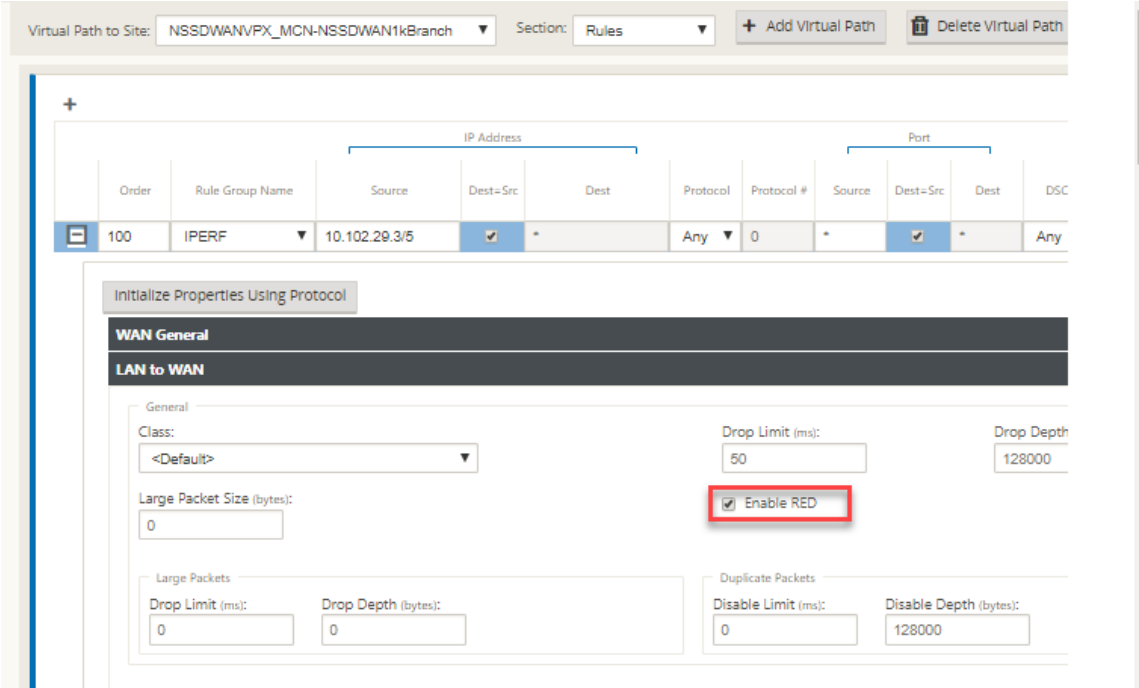 Virtual Path to Site: NSSDWANVPX_MCN-NSSDWAN1kBranch ▼ Section: Rules ▼ + Add Virtual Path Delete Virtual Path
+
IP Address Port
Order Rule Group Name Source Dest=Src Dest Protocol Protocol # Source Dest=Src Dest DSC
100 IPERF ▼ 10.102.29.3/5 * Any ▼ 0 * * Any
Initialize Properties Using Protocol
WAN General
LAN to WAN
General
Class: Drop Limit (ms): Drop Depth
<Default> ▼ 50 128000
Large Packet Size (bytes): Enable RED
0
Large Packets Duplicate Packets
Drop Limit (ms): Drop Depth (bytes): Disable Limit (ms): Disable Depth (bytes):
0 0 0 128000